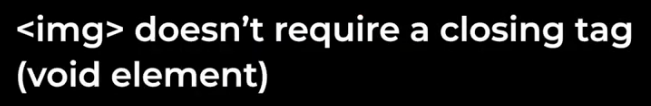 <img> doesn’t require a closing tag
(void element)